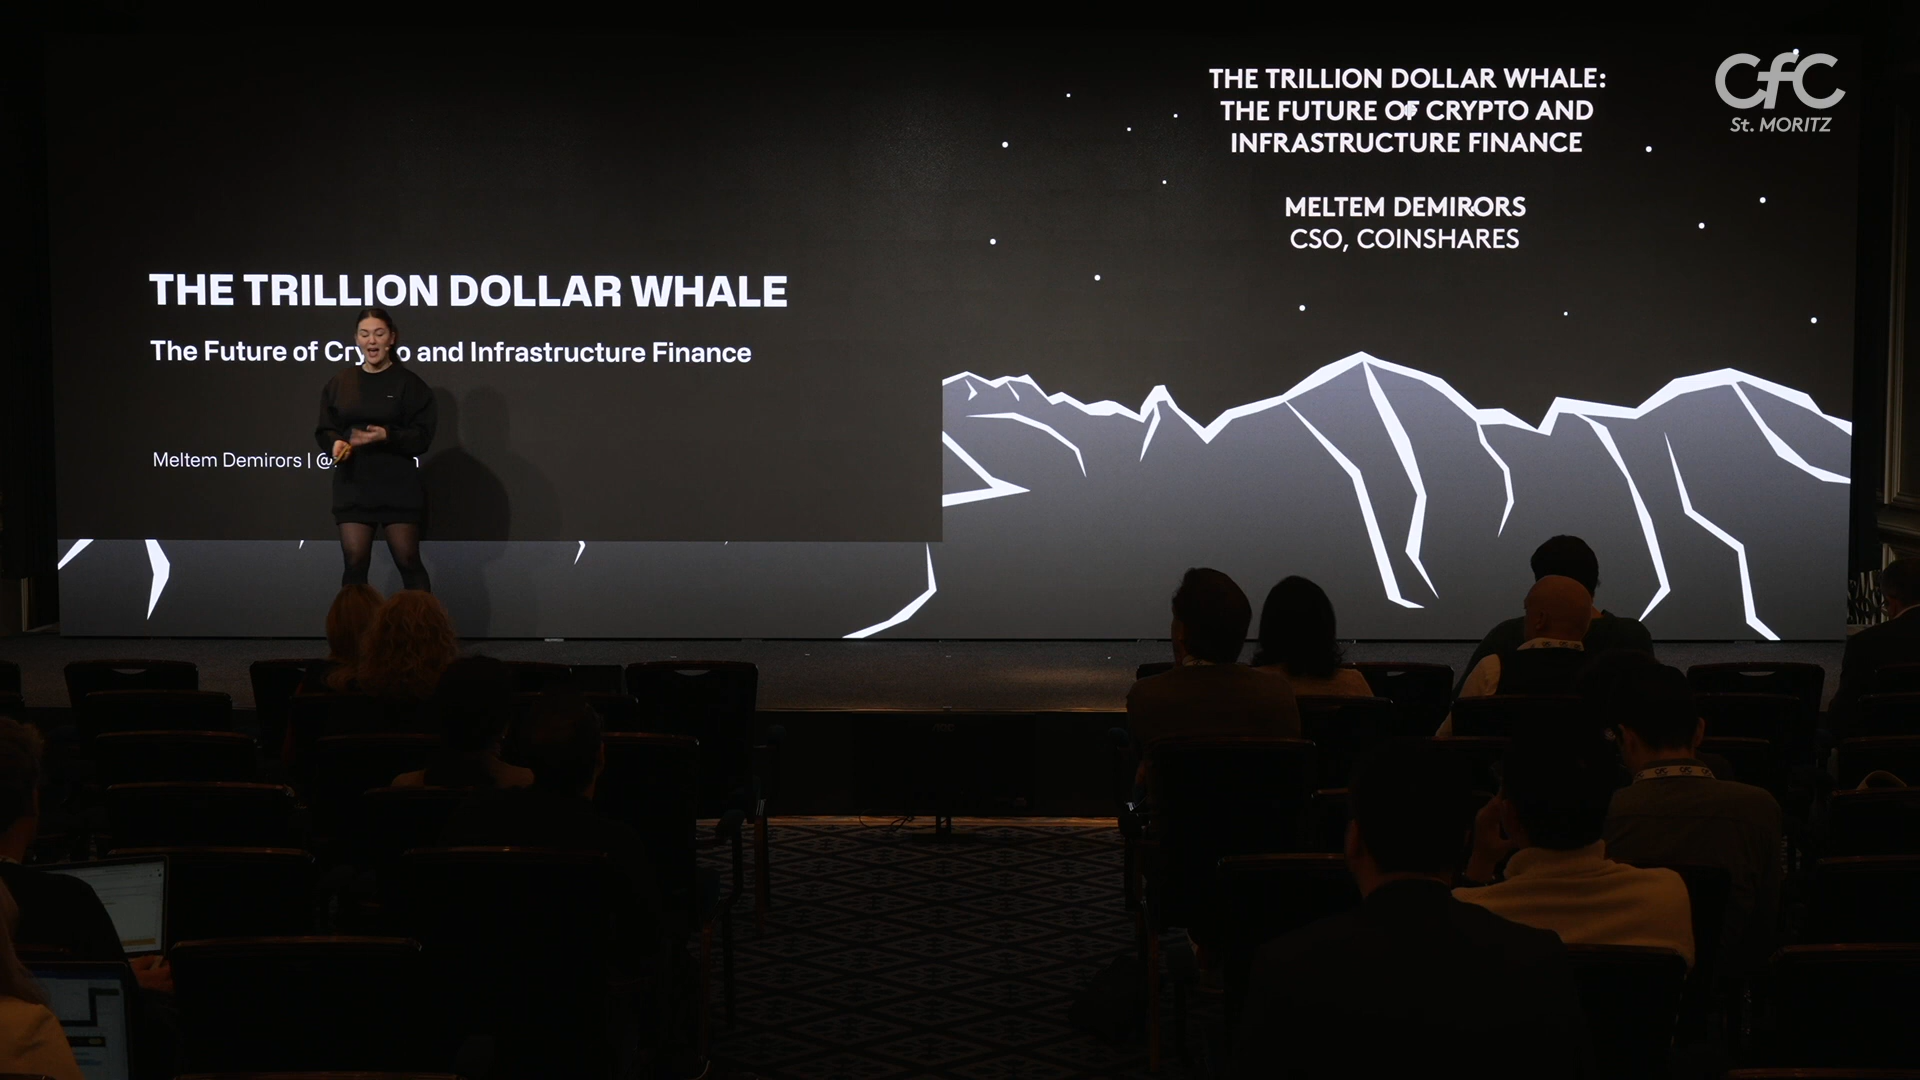 THE TRILLION DOLLAR WHALE
The Future of Crypto and Infrastructure Finance
Meltem Demirors | @
THE TRILLION DOLLAR WHALE:
THE FUTURE OF CRYPTO AND
INFRASTRUCTURE FINANCE
MELTEM DEMIRORS
CSO, COINSHARES
CfC
St. MORITZ